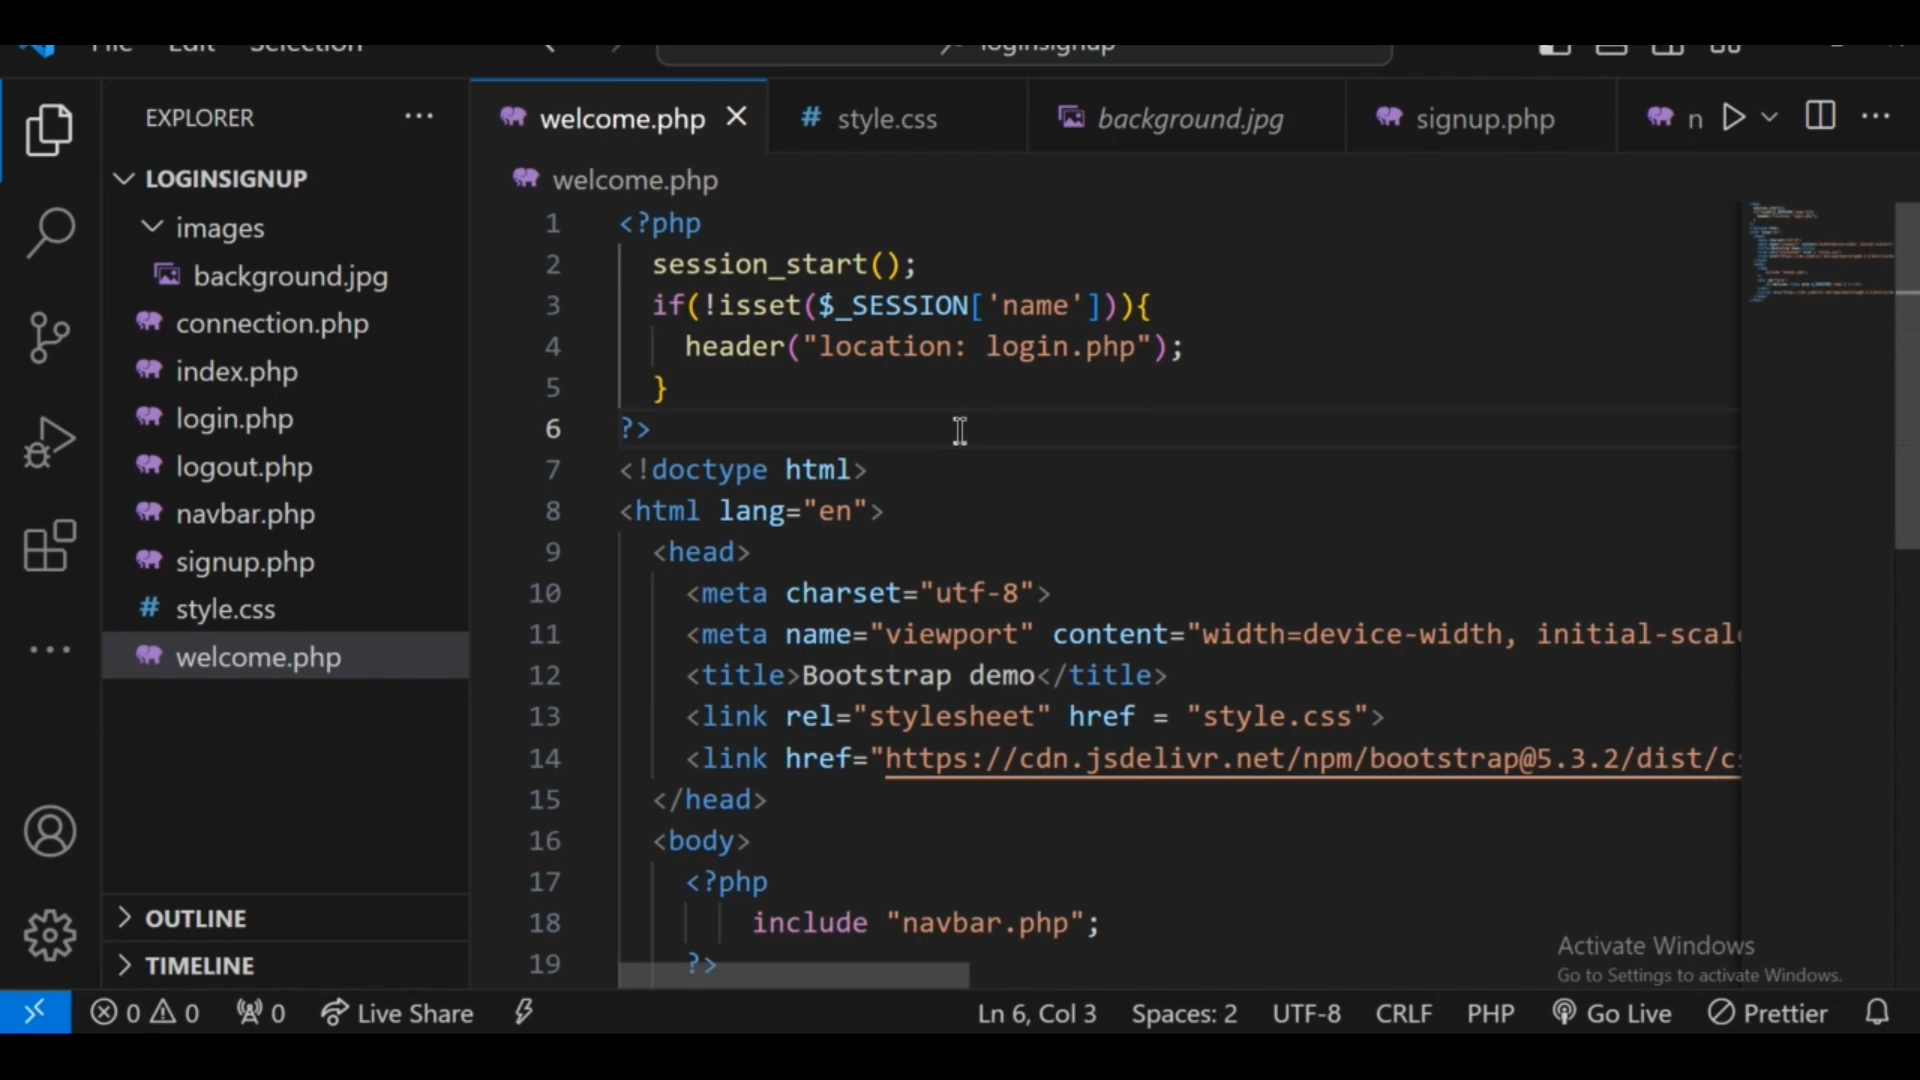 File Edit Selection
loginsignup
EXPLORER
welcome.php
style.css
background.jpg
signup.php
n
LOGINSIGNUP
images
background.jpg
connection.php
index.php
login.php
logout.php
navbar.php
signup.php
style.css
welcome.php
OUTLINE
TIMELINE
welcome.php
1 <?php
2 session_start();
3 if(!isset($_SESSION['name'])){
4 header("location: login.php");
5 }
6 ?>
7 <!doctype html>
8 <html lang="en">
9 <head>
10 <meta charset="utf-8">
11 <meta name="viewport" content="width=device-width, initial-scal
12 <title>Bootstrap demo</title>
13 <link rel="stylesheet" href = "style.css">
14 <link href="https://cdn.jsdelivr.net/npm/bootstrap@5.3.2/dist/c
15 </head>
16 <body>
17 <?php
18 include "navbar.php";
19 ?>
Activate Windows
Go to Settings to activate Windows.
0 0 0 Live Share Ln 6, Col 3 Spaces: 2 UTF-8 CRLF PHP Go Live Prettier